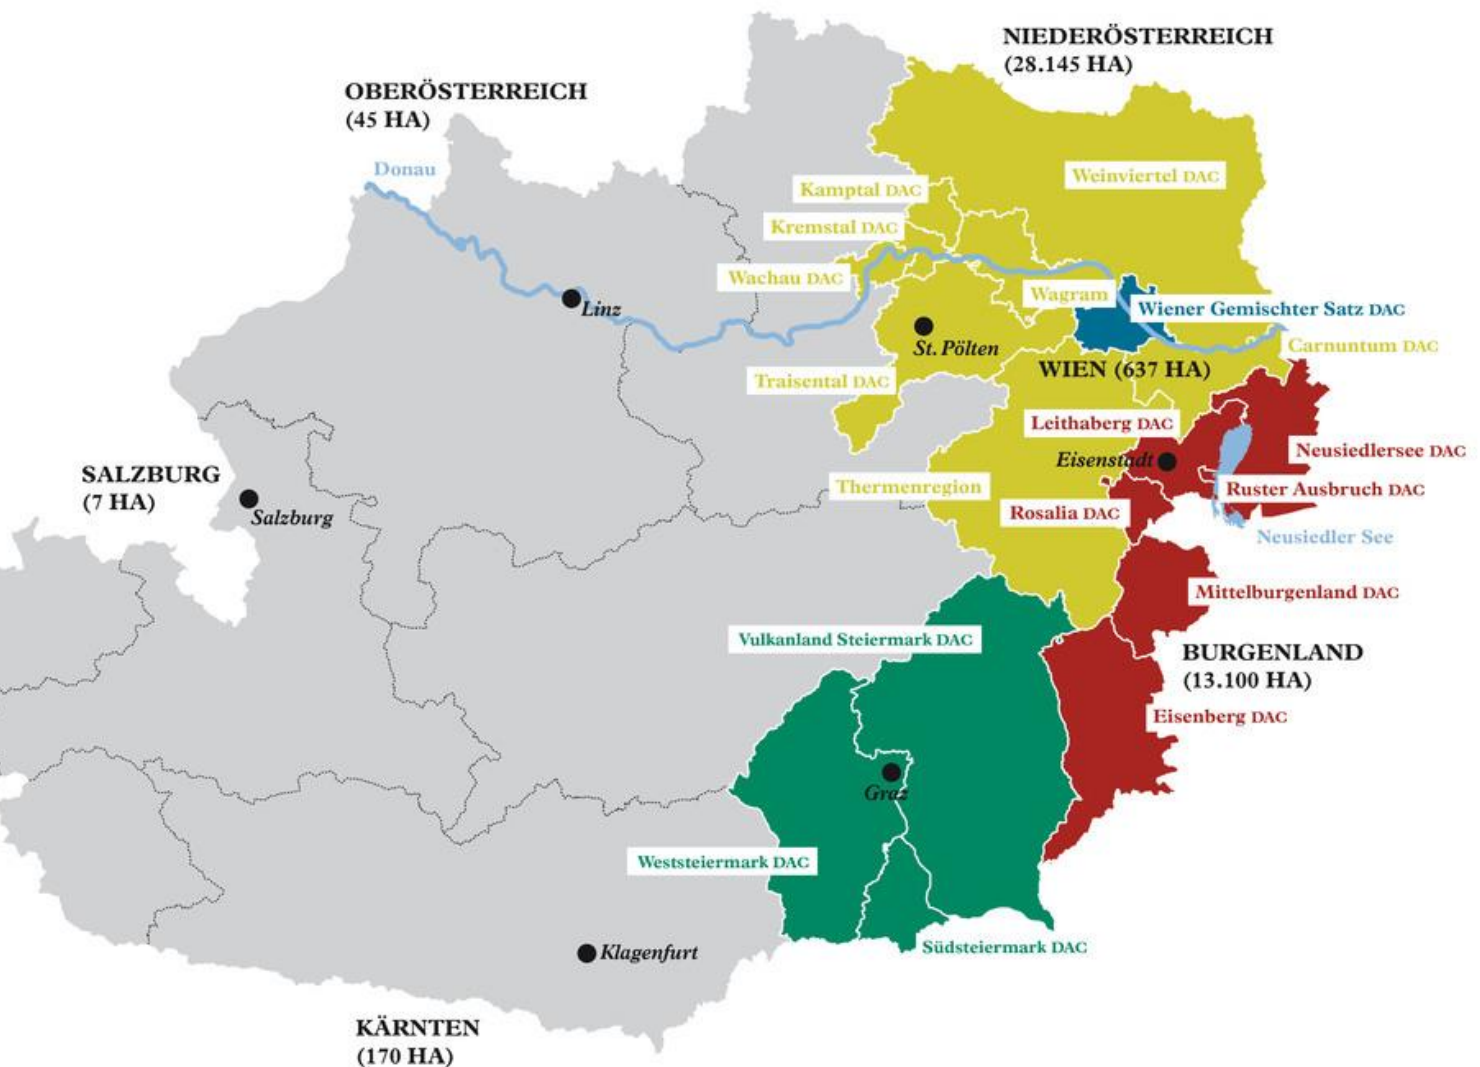 NIEDERÖSTERREICH
(28.145 HA)
OBERÖSTERREICH
(45 HA)
Donau
Weinviertel DAC
Kamptal DAC
Kremstal DAC
Wachau DAC
Wagram
Linz
Wiener Gemischter Satz DAC
St. Pölten
Carnuntum DAC
WIEN (637 HA)
Traisental DAC
Leithaberg DAC
Neusiedlersee DAC
Eisenstadt
SALZBURG
(7 HA)
Thermenregion
Ruster Ausbruch DAC
Salzburg
Rosalia DAC
Neusiedler See
Mittelburgenland DAC
Vulkanland Steiermark DAC
BURGENLAND
(13.100 HA)
Eisenberg DAC
Graz
Weststeiermark DAC
Südsteiermark DAC
Klagenfurt
KÄRNTEN
(170 HA)